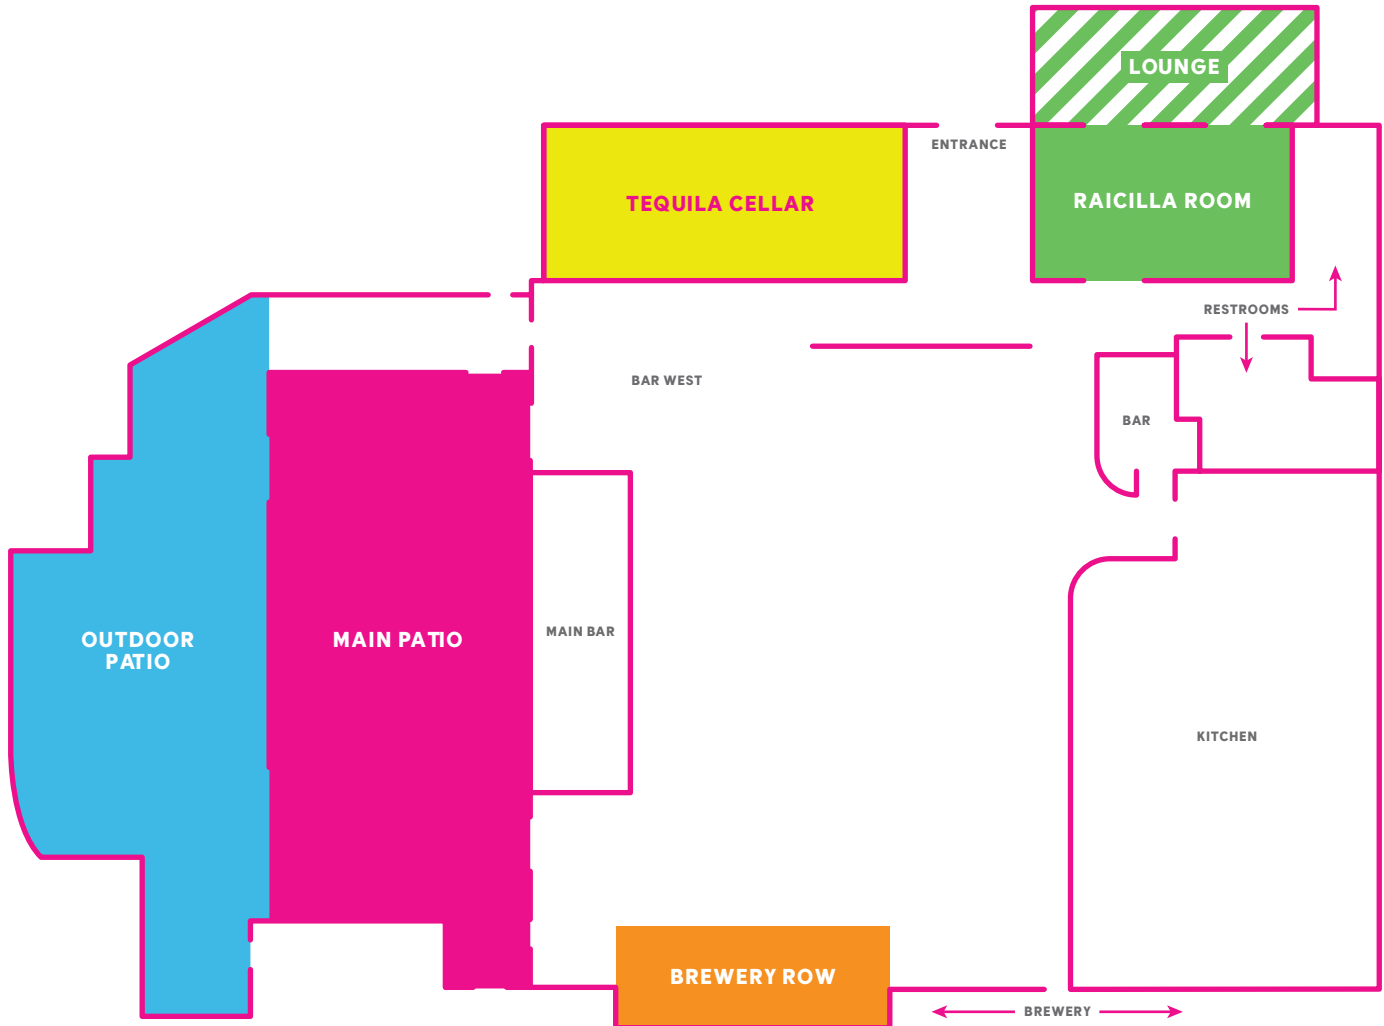 LOUNGE
ENTRANCE
TEQUILA CELLAR
RAICILLA ROOM
RESTROOMS
BAR WEST
BAR
MAIN BAR
OUTDOOR
PATIO
MAIN PATIO
KITCHEN
BREWERY ROW
BREWERY